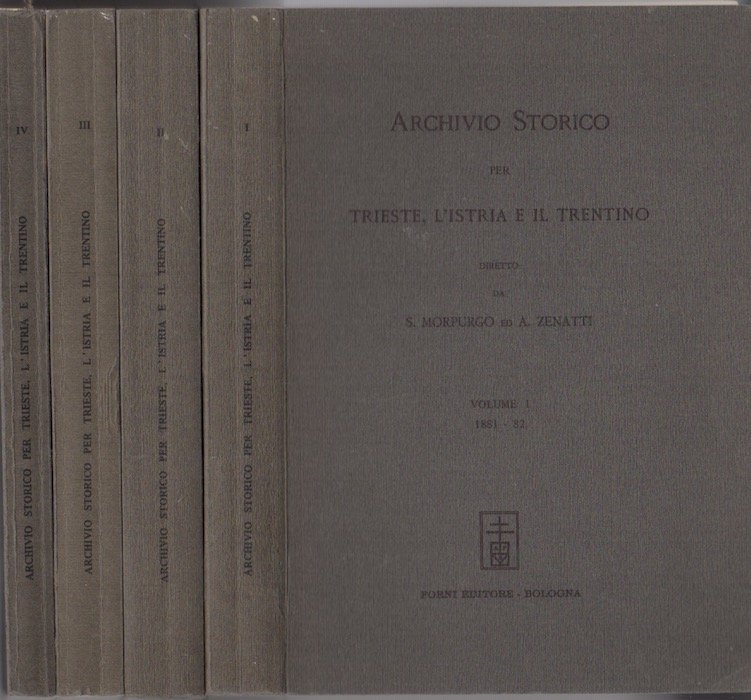 IV
ARCHIVIO STORICO PER TRIESTE, L'ISTRIA E IL TRENTINO
III
ARCHIVIO STORICO PER TRIESTE, L'ISTRIA E IL TRENTINO
II
ARCHIVIO STORICO PER TRIESTE, L'ISTRIA E IL TRENTINO
I
ARCHIVIO STORICO PER TRIESTE, L'ISTRIA E IL TRENTINO
ARCHIVIO STORICO
PER
TRIESTE, L'ISTRIA E IL TRENTINO
DIRETTO
DA
S. MORPURGO ED A. ZENATTI
VOLUME I
1881 - 82
FORNI EDITORE - BOLOGNA